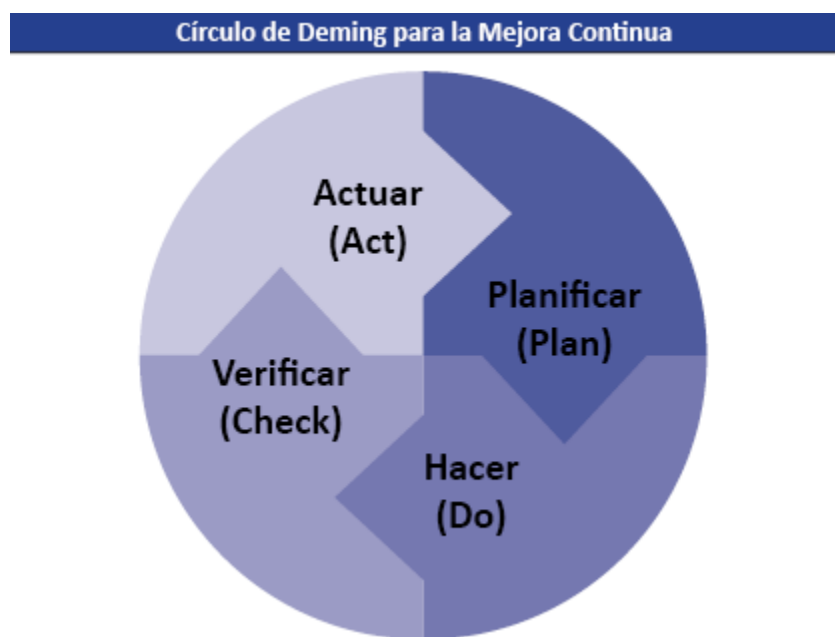 Círculo de Deming para la Mejora Continua
Actuar
(Act)
Planificar
(Plan)
Verificar
(Check)
Hacer
(Do)